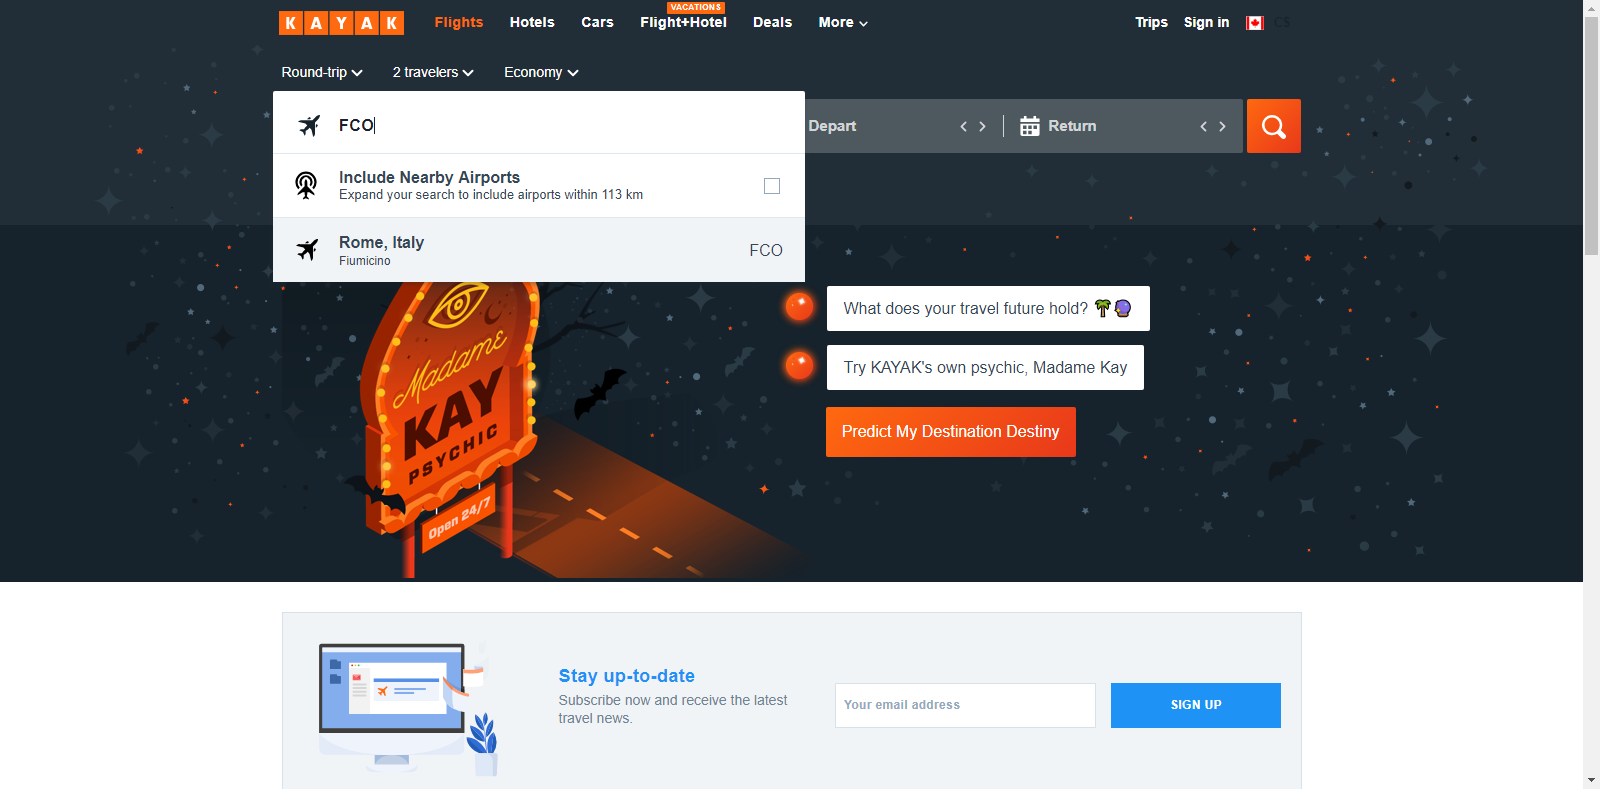 KAYAK
Flights
Hotels
Cars
VACATIONS
Flight+Hotel
Deals
More
Trips
Sign in
C$
Round-trip
2 travelers
Economy
FCO
Depart
Return
Include Nearby Airports
Expand your search to include airports within 113 km
Rome, Italy
FCO
Fiumicino
Madame
KAY
PSYCHIC
Open 24/7
What does your travel future hold? 🌴🔮
Try KAYAK's own psychic, Madame Kay
Predict My Destination Destiny
Stay up-to-date
Subscribe now and receive the latest
travel news.
Your email address
SIGN UP